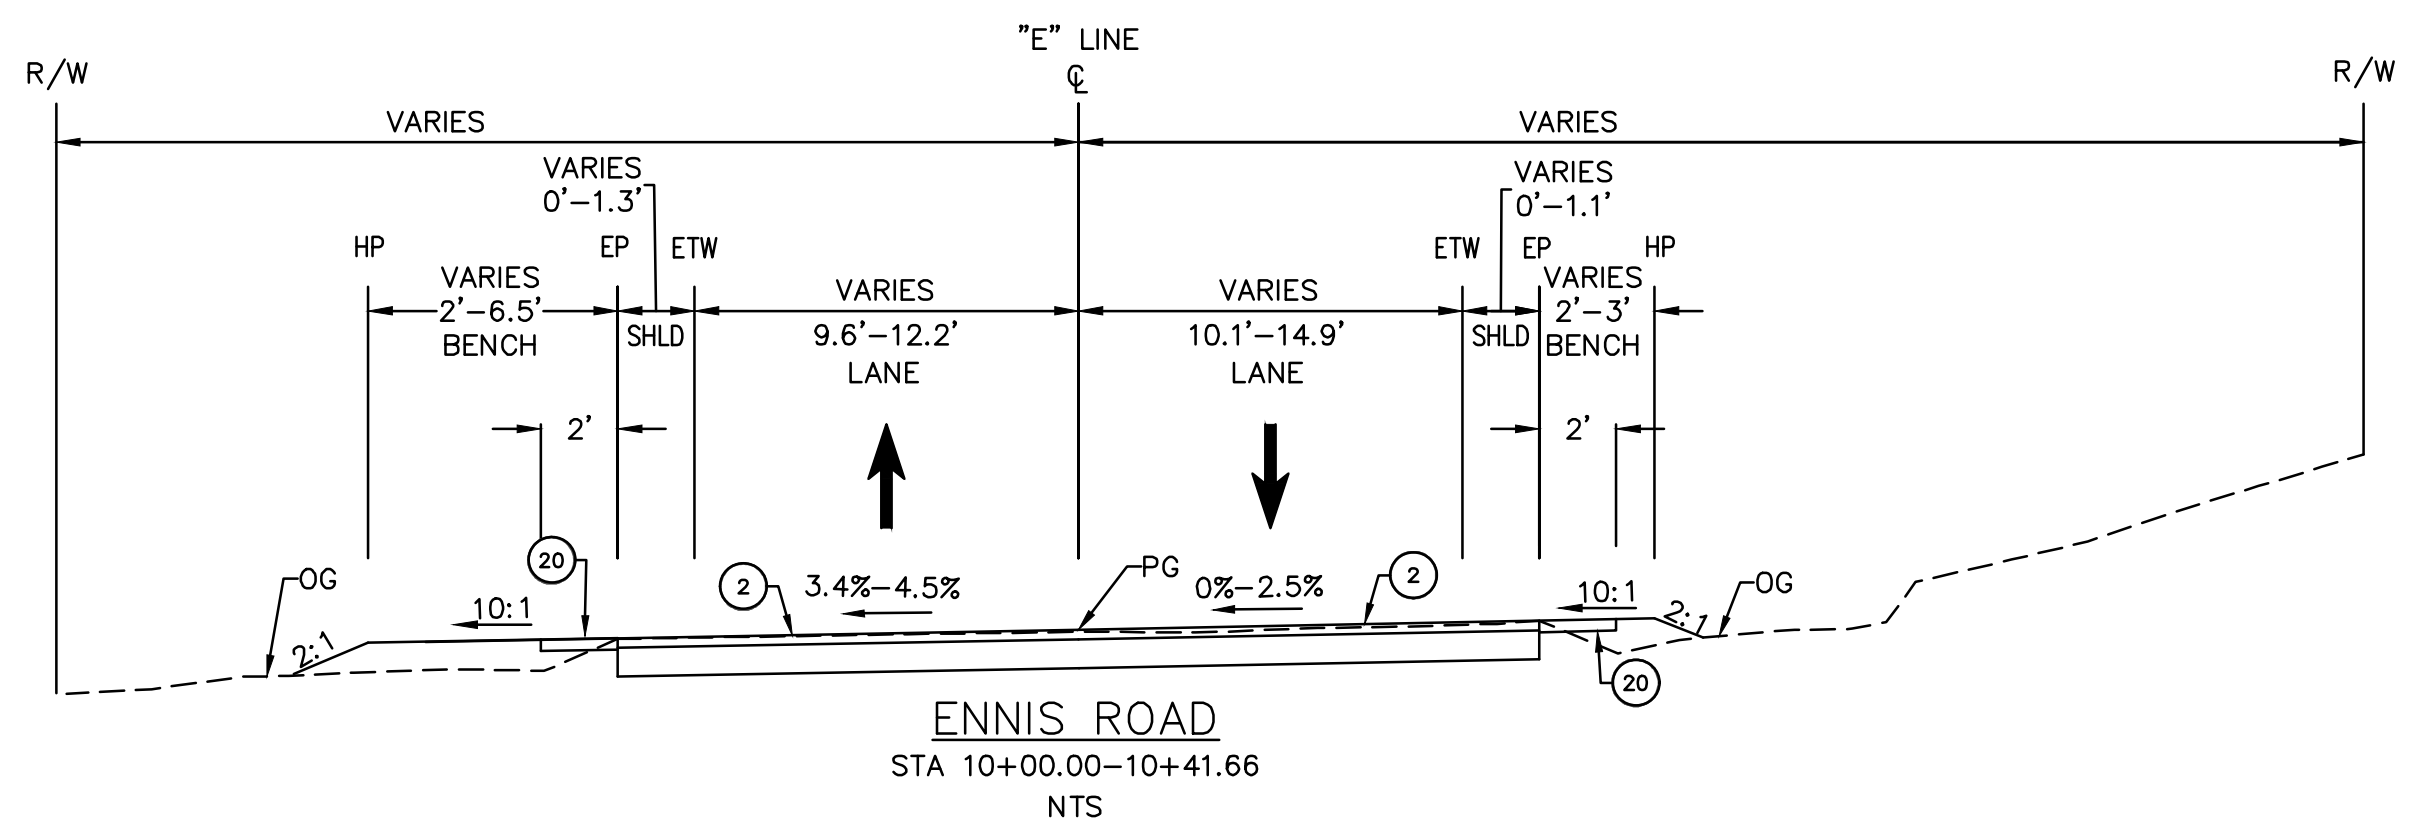 "E" LINE
℄
R/W
R/W
VARIES
VARIES
VARIES
0'-1.3'
VARIES
0'-1.1'
HP
EP
ETW
ETW
EP
HP
VARIES
2'-6.5'
BENCH
SHLD
VARIES
9.6'-12.2'
LANE
VARIES
10.1'-14.9'
LANE
SHLD
VARIES
2'-3'
BENCH
2'
2'
20
2
3.4%-4.5%
PG
0%-2.5%
2
OG
10:1
2:1
10:1
2:1
OG
20
ENNIS ROAD
STA 10+00.00-10+41.66
NTS